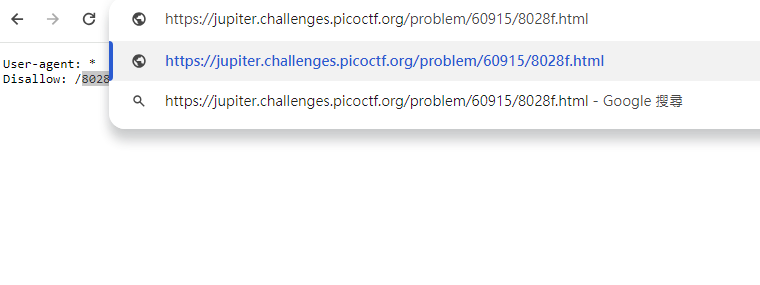 https://jupiter.challenges.picoctf.org/problem/60915/8028f.html
https://jupiter.challenges.picoctf.org/problem/60915/8028f.html
User-agent: *
Disallow: /8028
https://jupiter.challenges.picoctf.org/problem/60915/8028f.html - Google 搜尋